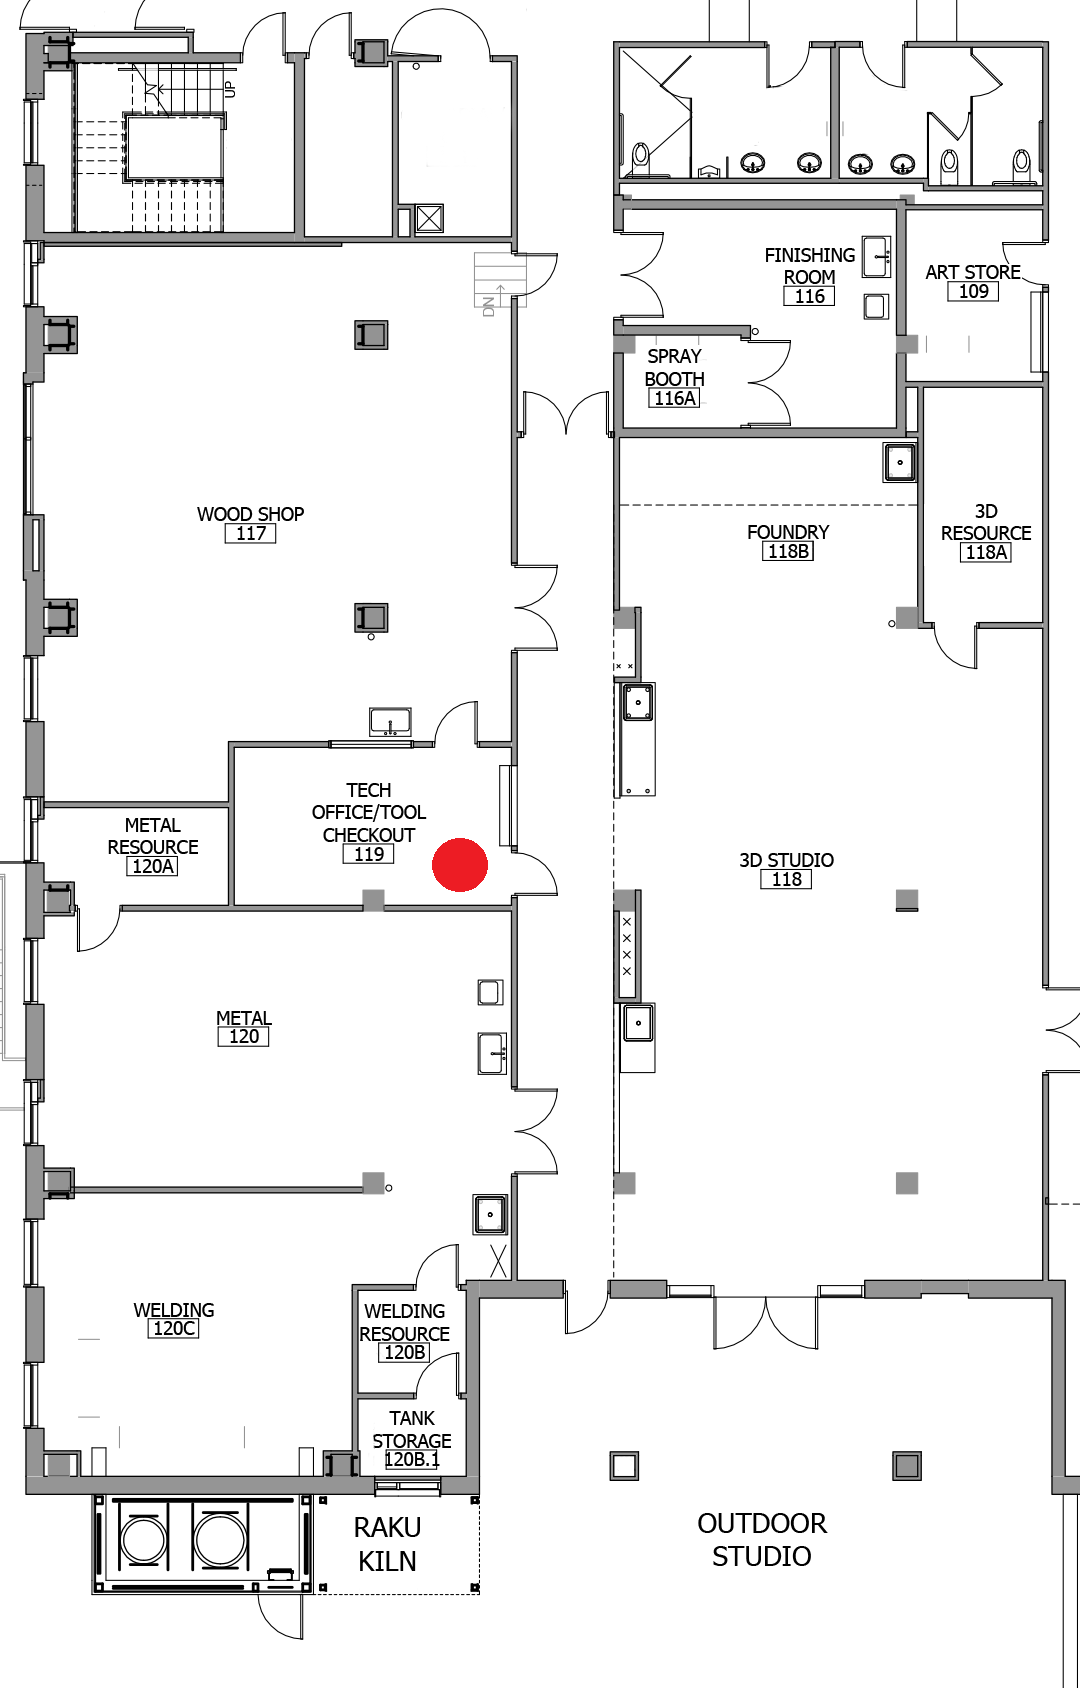 UP
FINISHING
ROOM
116
ART STORE
109
DN
SPRAY
BOOTH
116A
WOOD SHOP
117
FOUNDRY
118B
3D
RESOURCE
118A
TECH
OFFICE/TOOL
CHECKOUT
119
METAL
RESOURCE
120A
3D STUDIO
118
METAL
120
WELDING
120C
WELDING
RESOURCE
120B
TANK
STORAGE
120B.1
RAKU
KILN
OUTDOOR
STUDIO